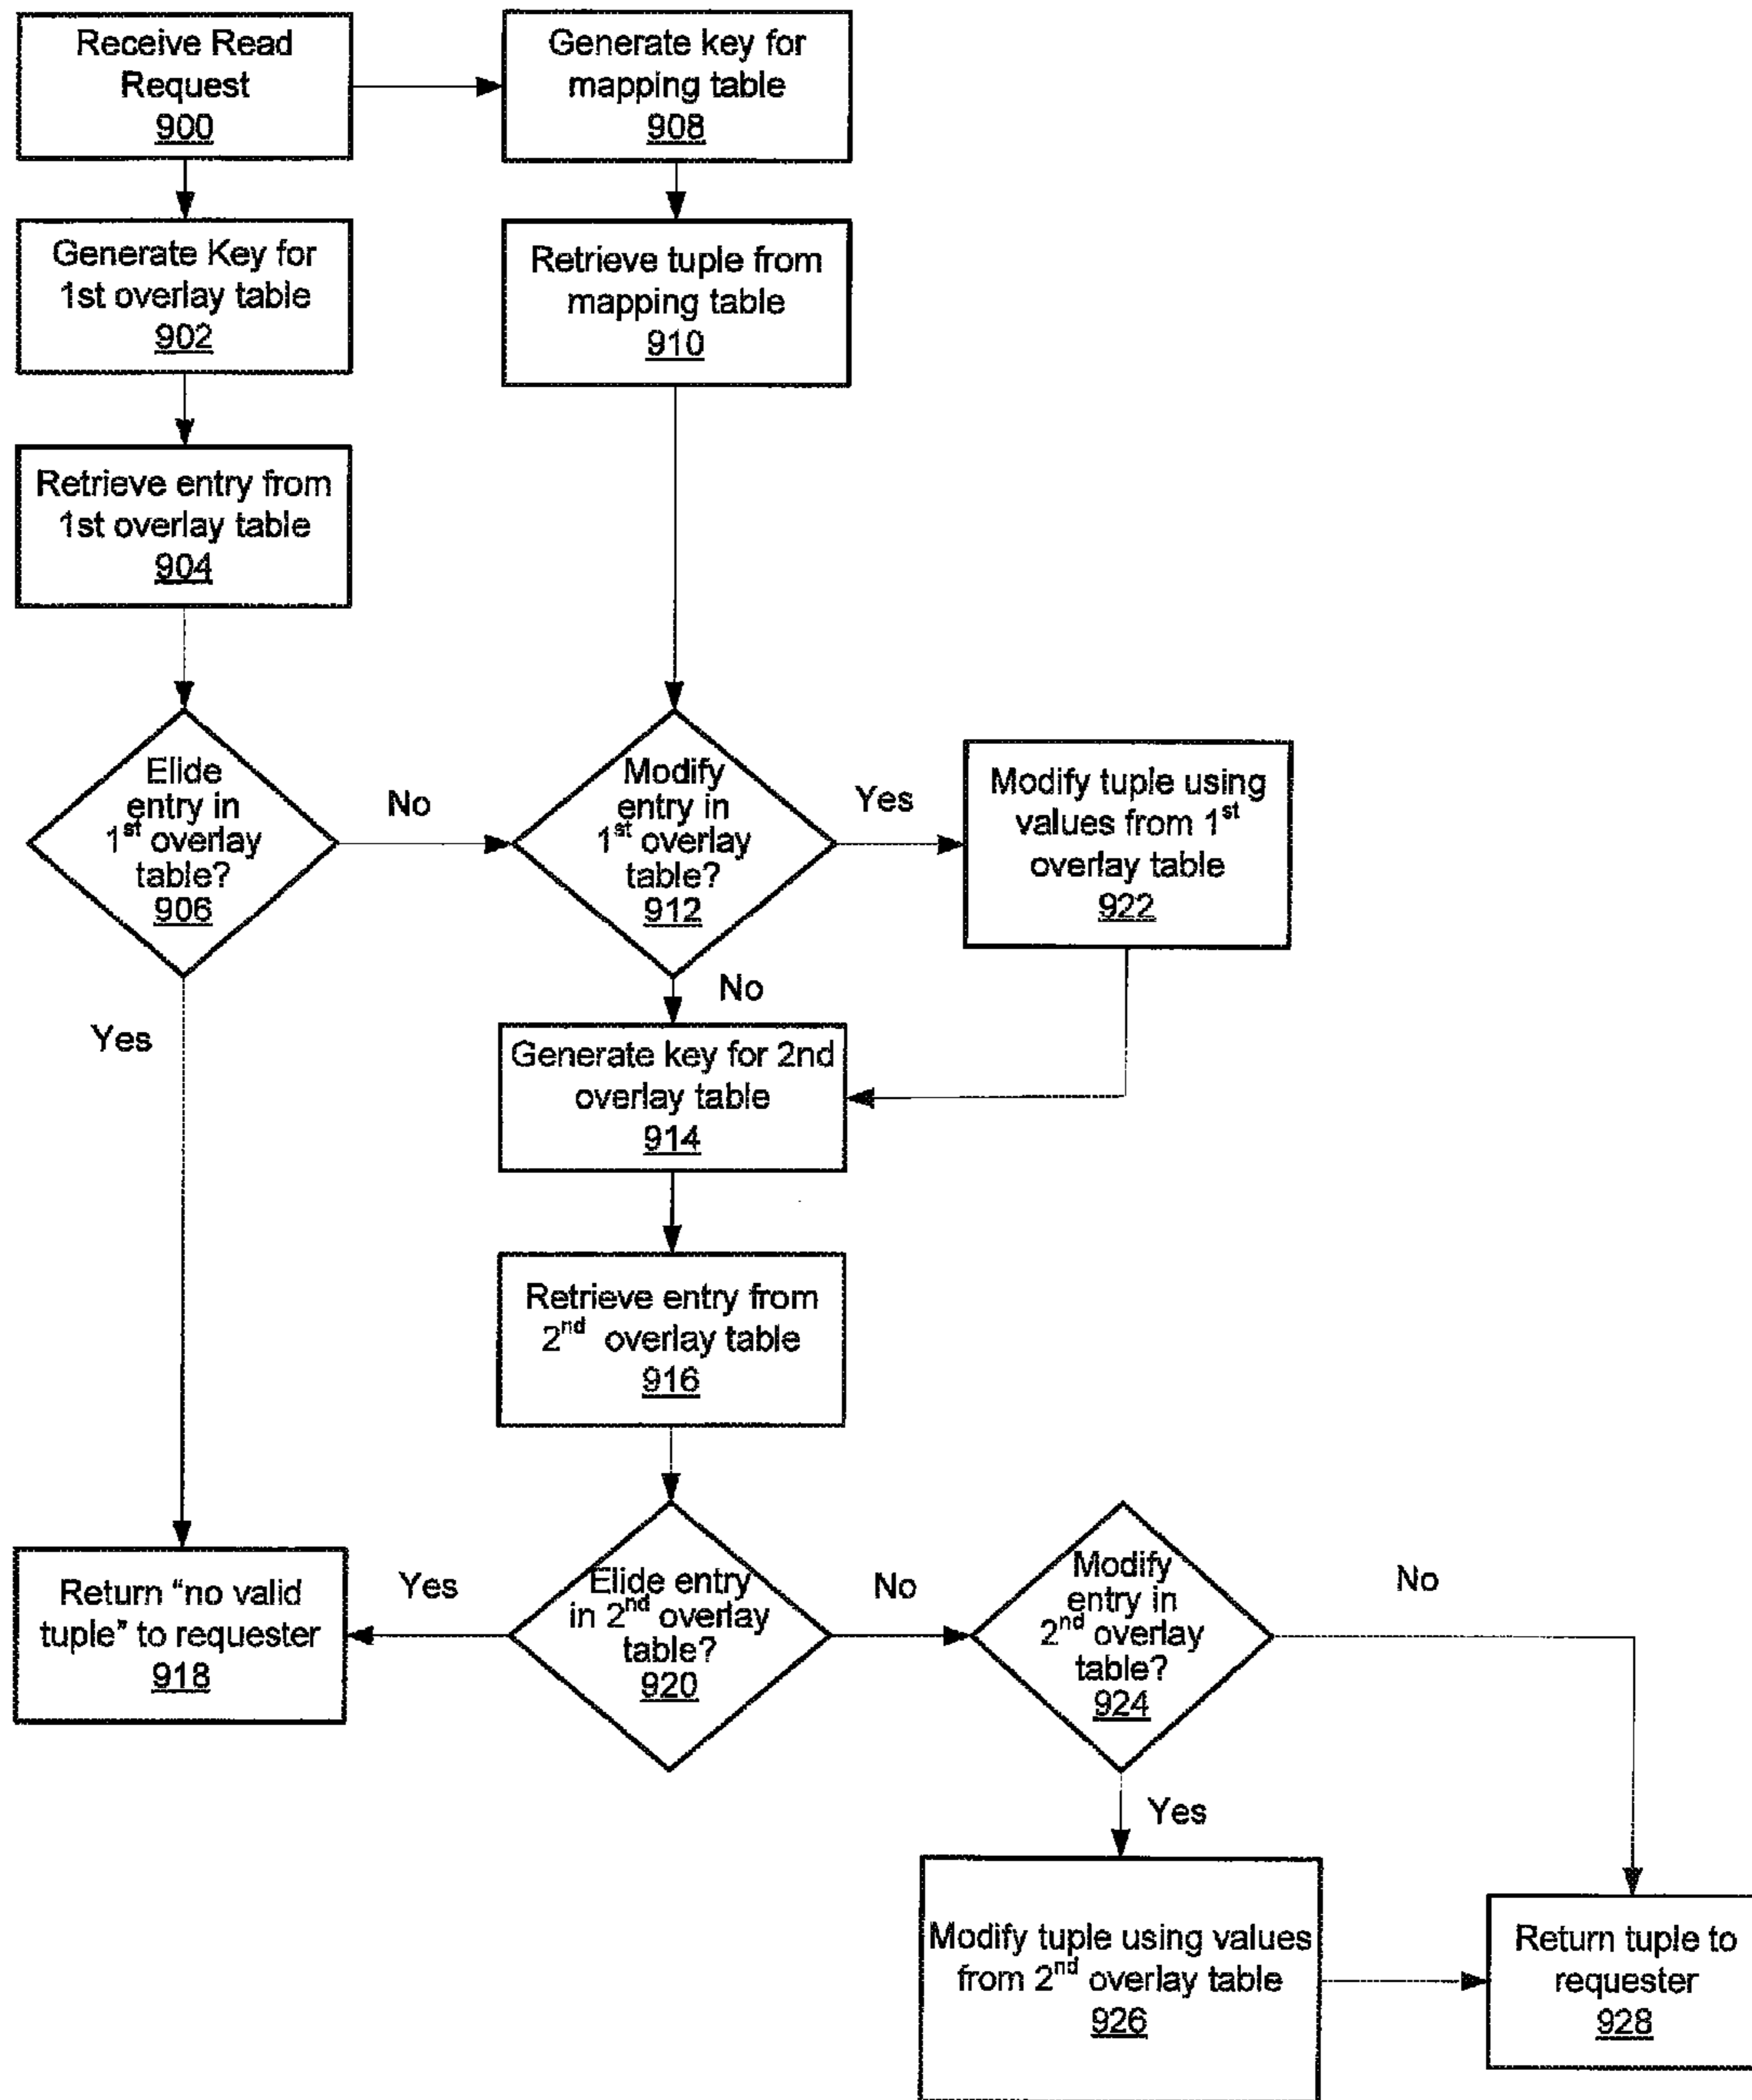 Receive Read
Request
900
Generate key for
mapping table
908
Generate Key for
1st overlay table
902
Retrieve tuple from
mapping table
910
Retrieve entry from
1st overlay table
904
Elide
entry in
1st overlay
table?
906
No
Modify
entry in
1st overlay
table?
912
Yes
Modify tuple using
values from 1st
overlay table
922
No
Yes
Generate key for 2nd
overlay table
914
Retrieve entry from
2nd overlay table
916
Return “no valid
tuple” to requester
918
Yes
Elide entry
in 2nd overlay
table?
920
No
Modify
entry in
2nd overlay
table?
924
No
Yes
Modify tuple using values
from 2nd overlay table
926
Return tuple to
requester
928